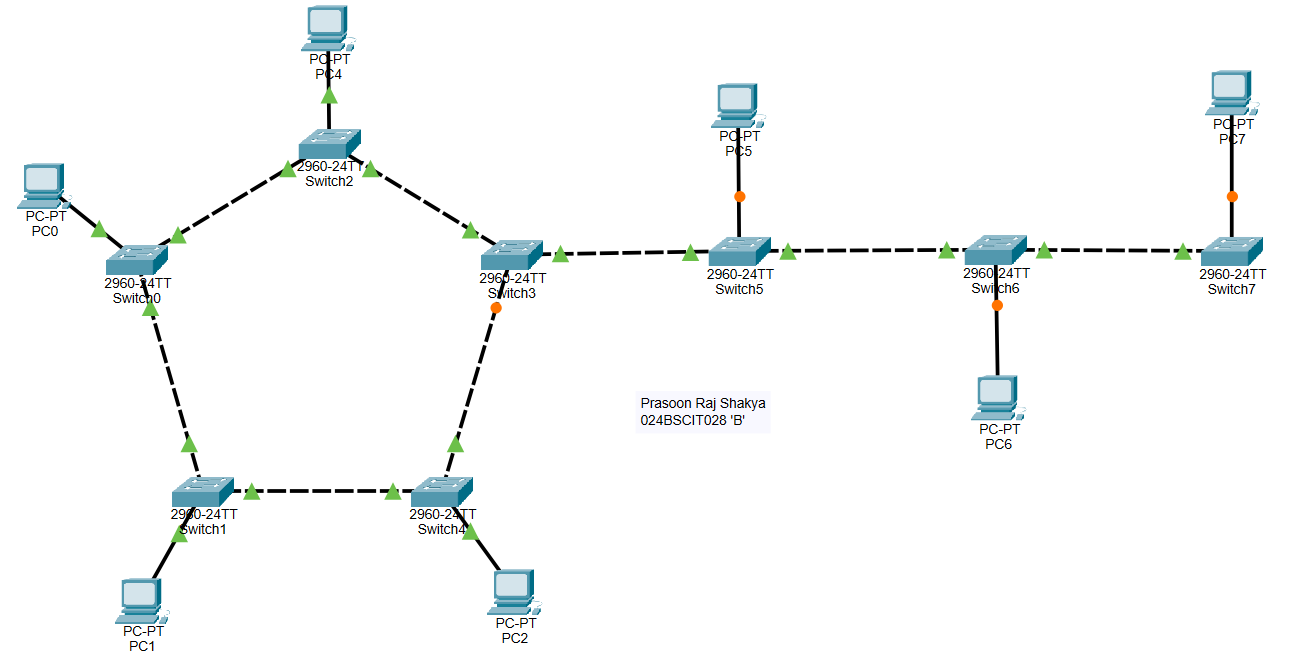 PC-PT
PC4
2960-24TT
Switch2
PC-PT
PC5
PC-PT
PC7
PC-PT
PC0
2960-24TT
Switch0
2960-24TT
Switch3
2960-24TT
Switch5
2960-24TT
Switch6
2960-24TT
Switch7
Prasoon Raj Shakya
024BSCIT028 'B'
PC-PT
PC6
2960-24TT
Switch1
2960-24TT
Switch4
PC-PT
PC1
PC-PT
PC2